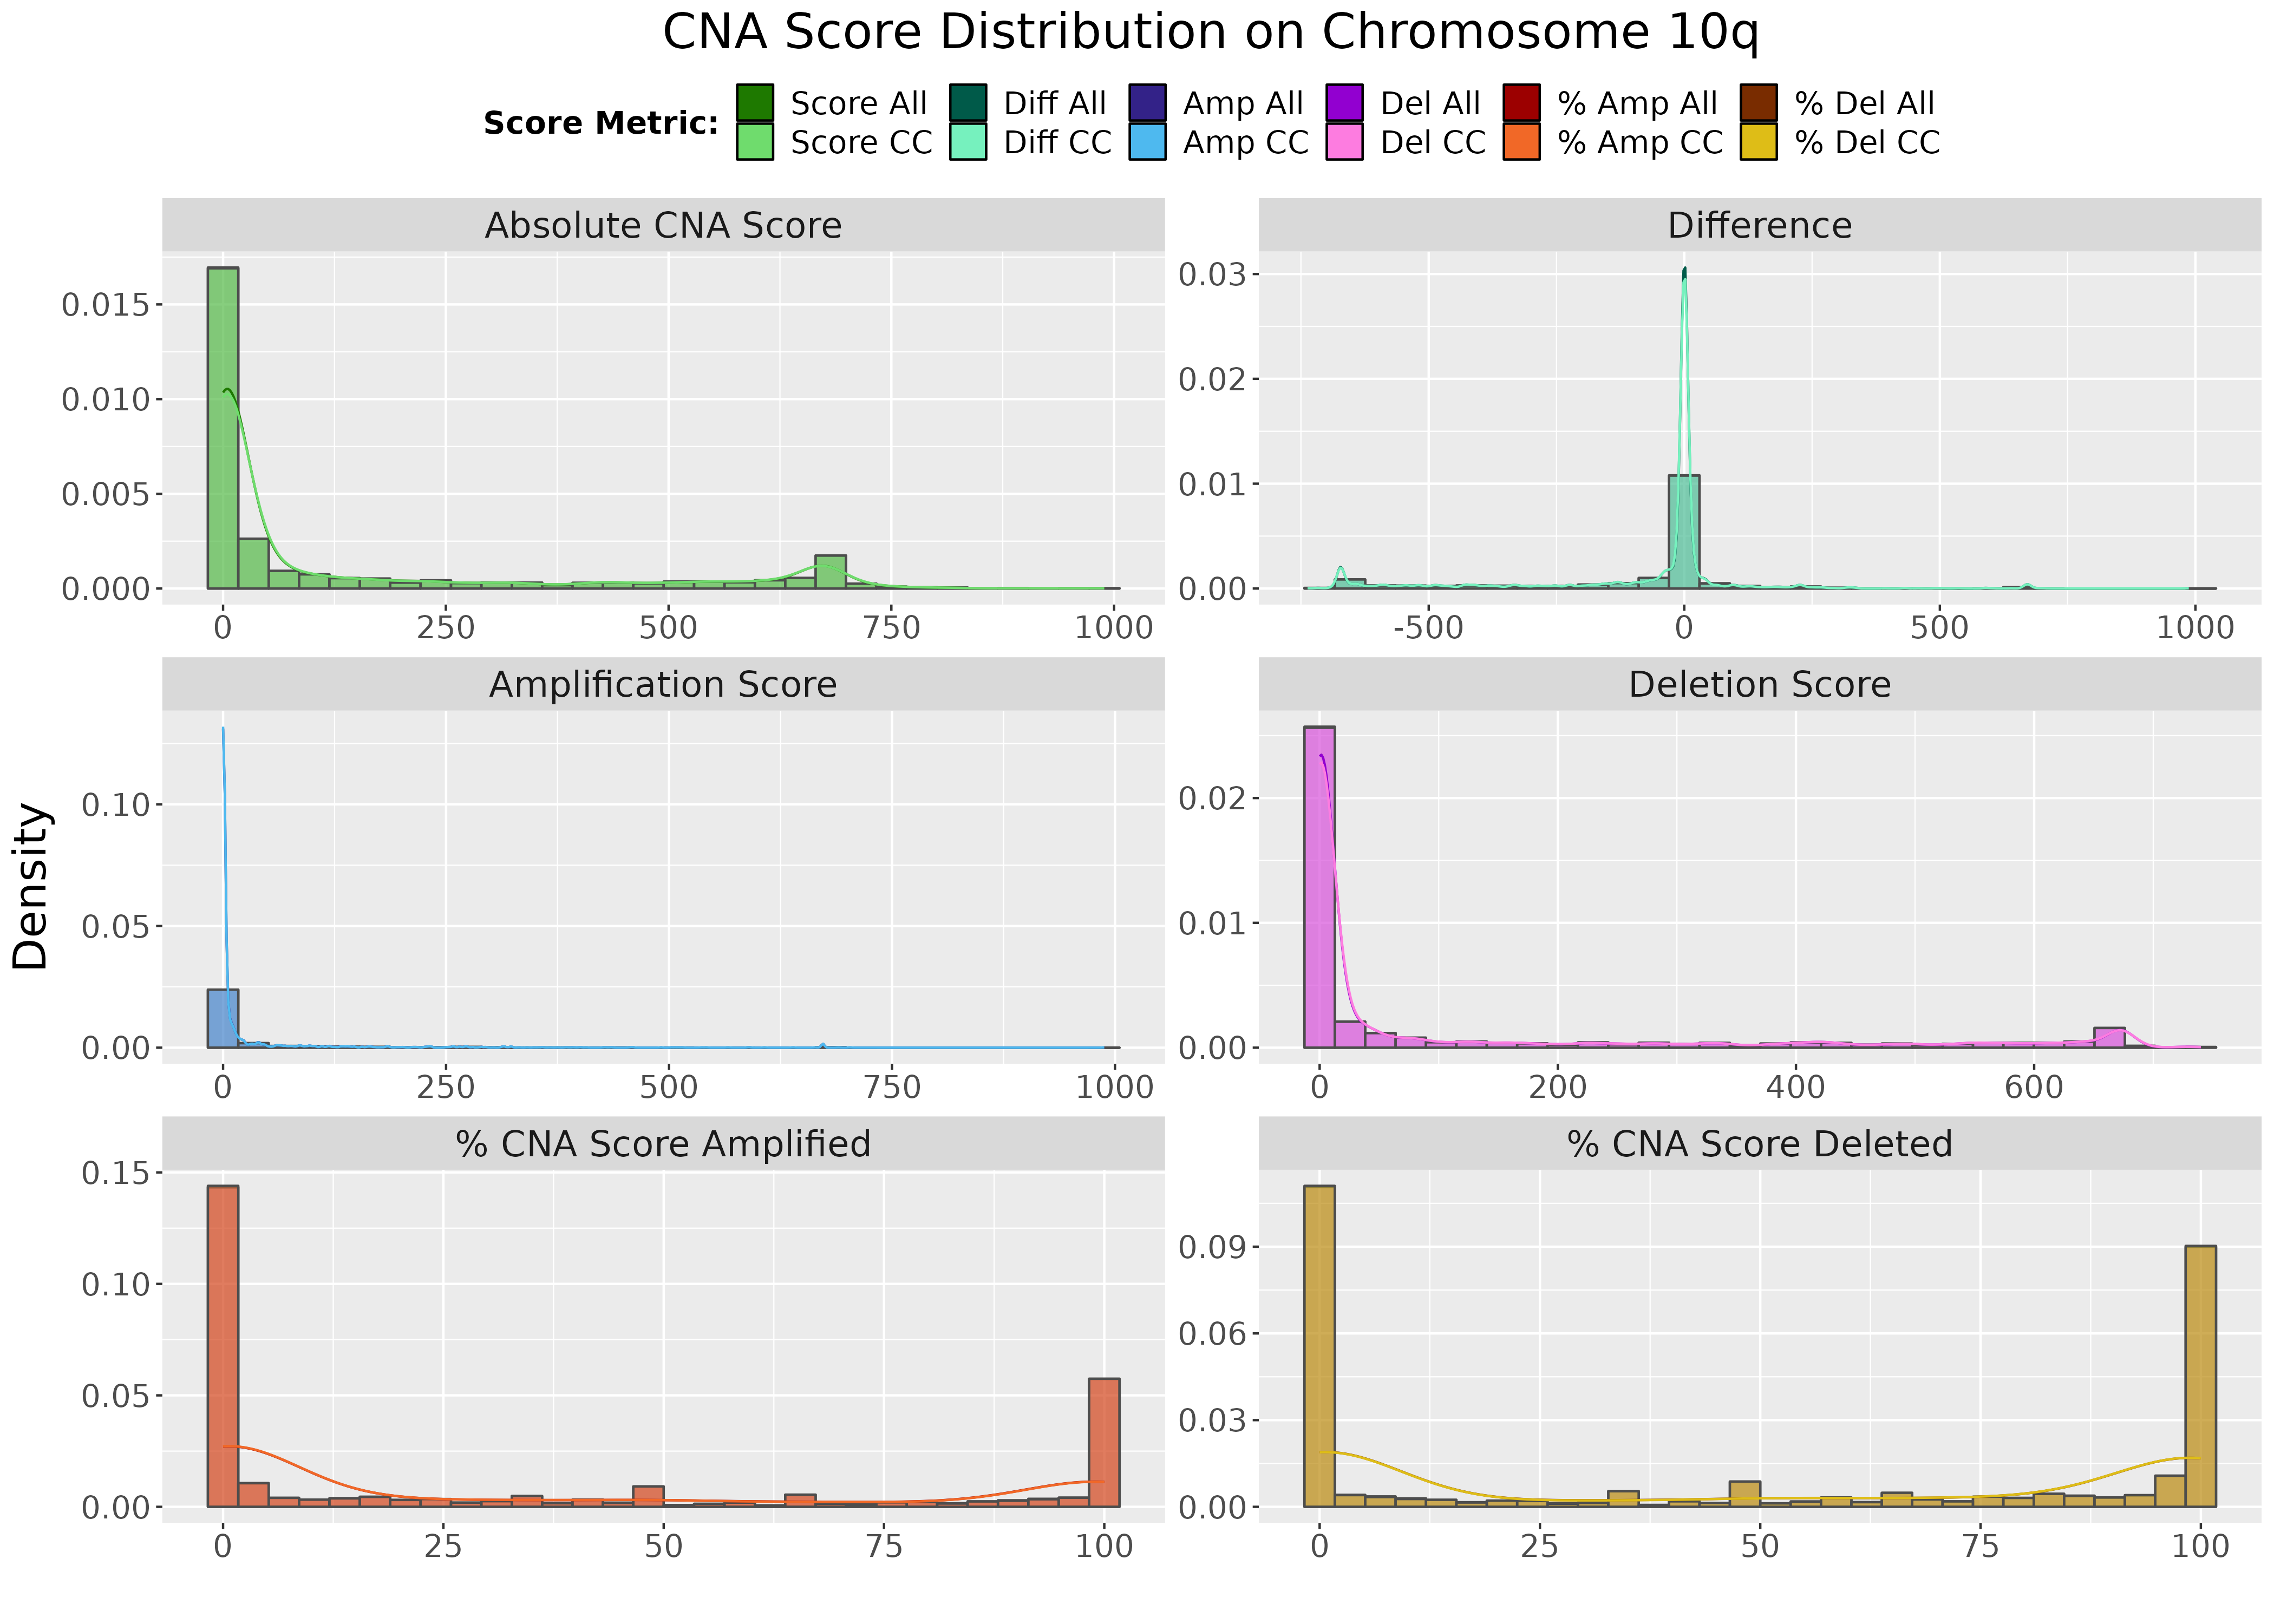 CNA Score Distribution on Chromosome 10q
Score Metric:
Score All Diff All Amp All Del All % Amp All % Del All
Score CC Diff CC Amp CC Del CC % Amp CC % Del CC
Absolute CNA Score
0.015
0.010
0.005
0.000
0 250 500 750 1000
Difference
0.03
0.02
0.01
0.00
-500 0 500 1000
Density
Amplification Score
0.10
0.05
0.00
0 250 500 750 1000
Deletion Score
0.02
0.01
0.00
0 200 400 600
% CNA Score Amplified
0.15
0.10
0.05
0.00
0 25 50 75 100
% CNA Score Deleted
0.09
0.06
0.03
0.00
0 25 50 75 100